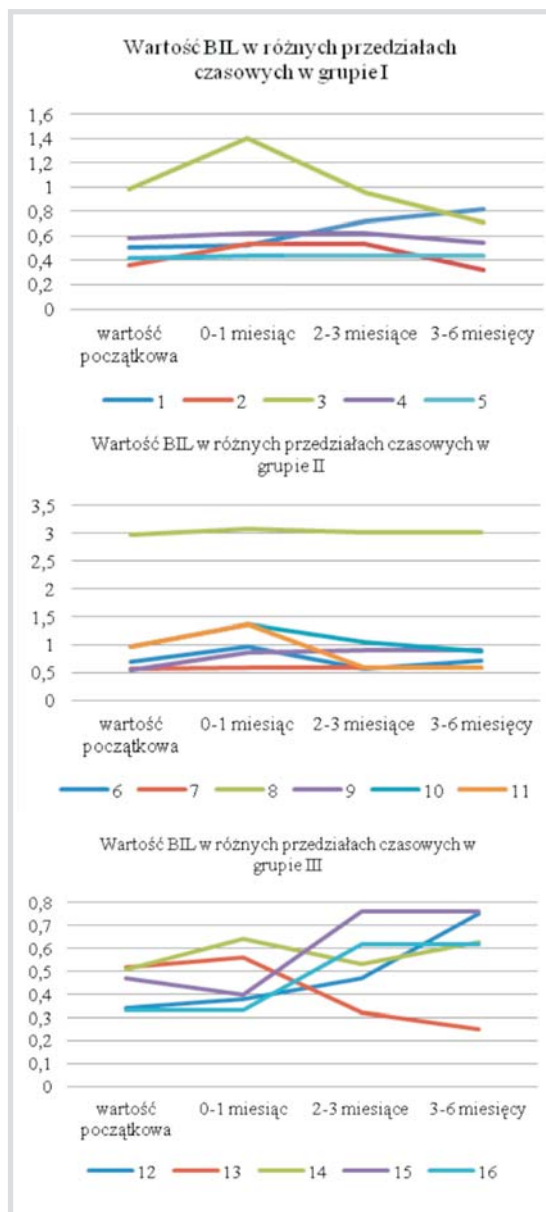 Wartość BIL w różnych przedziałach
czasowych w grupie I
1,6
1,4
1,2
1
0,8
0,6
0,4
0,2
0
wartość
początkowa
0-1 miesiąc
2-3 miesiące
3-6 miesięcy
1
2
3
4
5
Wartość BIL w różnych przedziałach czasowych w
grupie II
3,5
3
2,5
2
1,5
1
0,5
0
wartość
początkowa
0-1 miesiąc
2-3 miesiące
3-6 miesięcy
6
7
8
9
10
11
Wartość BIL w różnych przedziałach czasowych w
grupie III
0,8
0,7
0,6
0,5
0,4
0,3
0,2
0,1
0
wartość
początkowa
0-1 miesiąc
2-3 miesiące
3-6 miesięcy
12
13
14
15
16